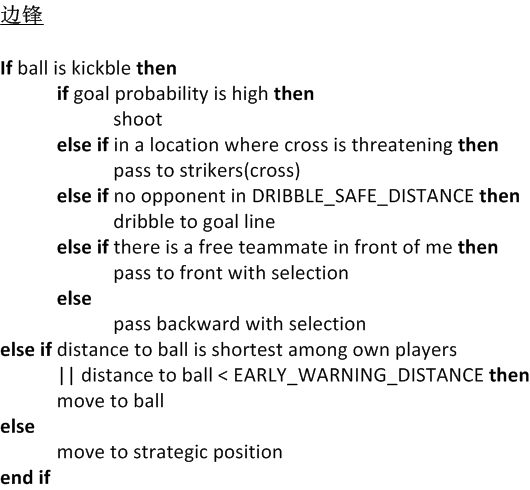 边锋
If ball is kickble then
if goal probability is high then
shoot
else if in a location where cross is threatening then
pass to strikers(cross)
else if no opponent in DRIBBLE_SAFE_DISTANCE then
dribble to goal line
else if there is a free teammate in front of me then
pass to front with selection
else
pass backward with selection
else if distance to ball is shortest among own players
|| distance to ball < EARLY_WARNING_DISTANCE then
move to ball
else
move to strategic position
end if